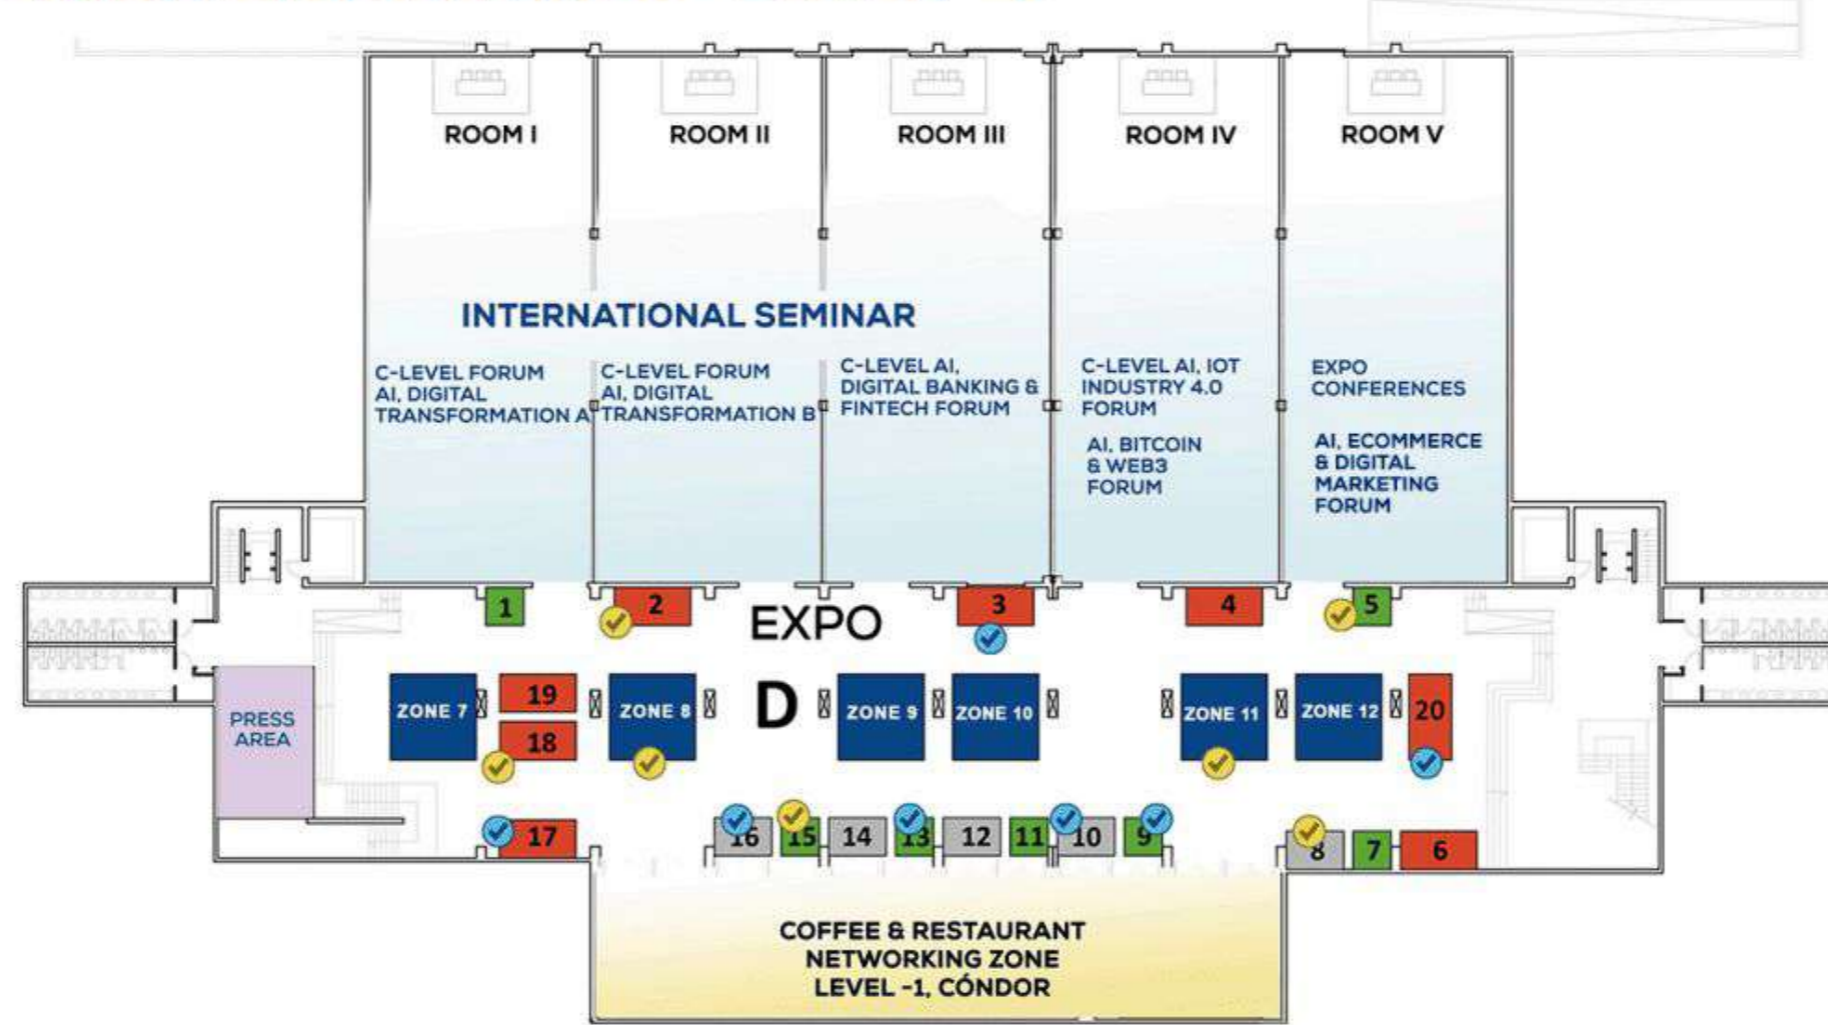 ROOM I
ROOM II
ROOM III
ROOM IV
ROOM V
INTERNATIONAL SEMINAR
C-LEVEL FORUM
AI, DIGITAL
TRANSFORMATION A
C-LEVEL FORUM
AI, DIGITAL
TRANSFORMATION B
C-LEVEL AI,
DIGITAL BANKING &
FINTECH FORUM
C-LEVEL AI, IOT
INDUSTRY 4.0
FORUM
AI, BITCOIN
& WEB3
FORUM
EXPO
CONFERENCES
AI, ECOMMERCE
& DIGITAL
MARKETING
FORUM
1
2
EXPO
3
4
5
PRESS
AREA
ZONE 7
19
18
ZONE 8
D
ZONE 9
ZONE 10
ZONE 11
ZONE 12
20
17
16
15
14
13
12
11
10
9
8
7
6
COFFEE & RESTAURANT
NETWORKING ZONE
LEVEL -1, CÓNDOR